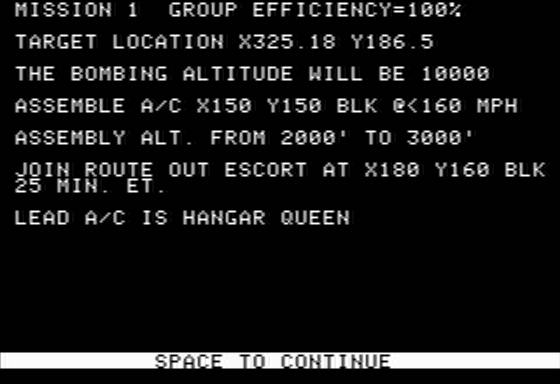 MISSION 1  GROUP EFFICIENCY=100%
TARGET LOCATION X325.18 Y186.5
THE BOMBING ALTITUDE WILL BE 10000
ASSEMBLE A/C X150 Y150 BLK @<160 MPH
ASSEMBLY ALT. FROM 2000' TO 3000'
JOIN ROUTE OUT ESCORT AT X180 Y160 BLK
25 MIN. ET.
LEAD A/C IS HANGAR QUEEN
SPACE TO CONTINUE